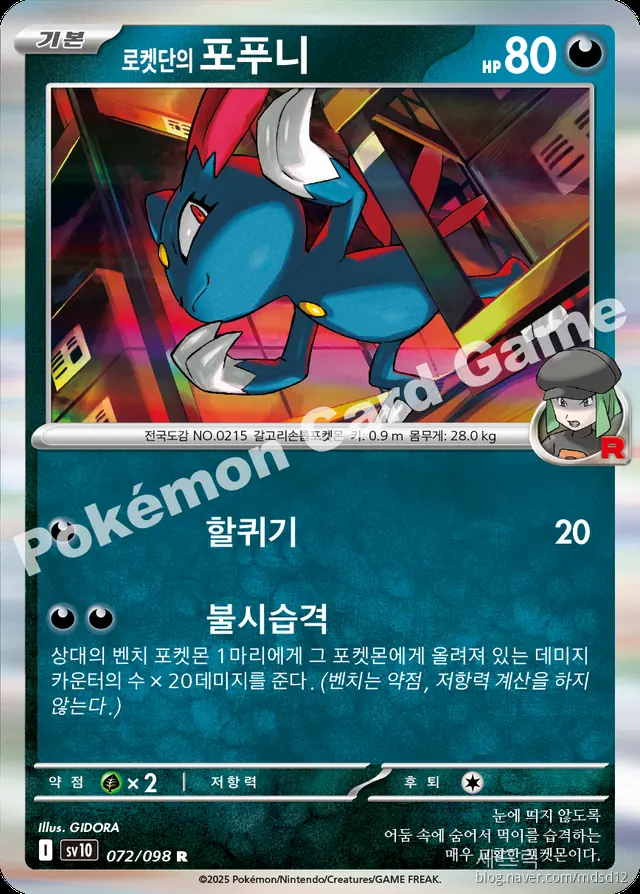 기본
로켓단의 포푸니
HP 80
전국도감 NO.0215 갈고리손톱포켓몬 키: 0.9 m 몸무게: 28.0 kg
R
할퀴기 20
불시습격
상대의 벤치 포켓몬 1마리에게 그 포켓몬에게 올려져 있는 데미지
카운터의 수 × 20데미지를 준다. (벤치는 약점, 저항력 계산을 하지
않는다.)
약점 × 2 저항력 후퇴
Illus. GIDORA
I sv10 072/098 R
눈에 띄지 않도록
어둠 속에 숨어서 먹이를 습격하는
매우 교활한 포켓몬이다.
©2025 Pokémon/Nintendo/Creatures/GAME FREAK.
Pokémon Card Game
blog.naver.com/mdsd12